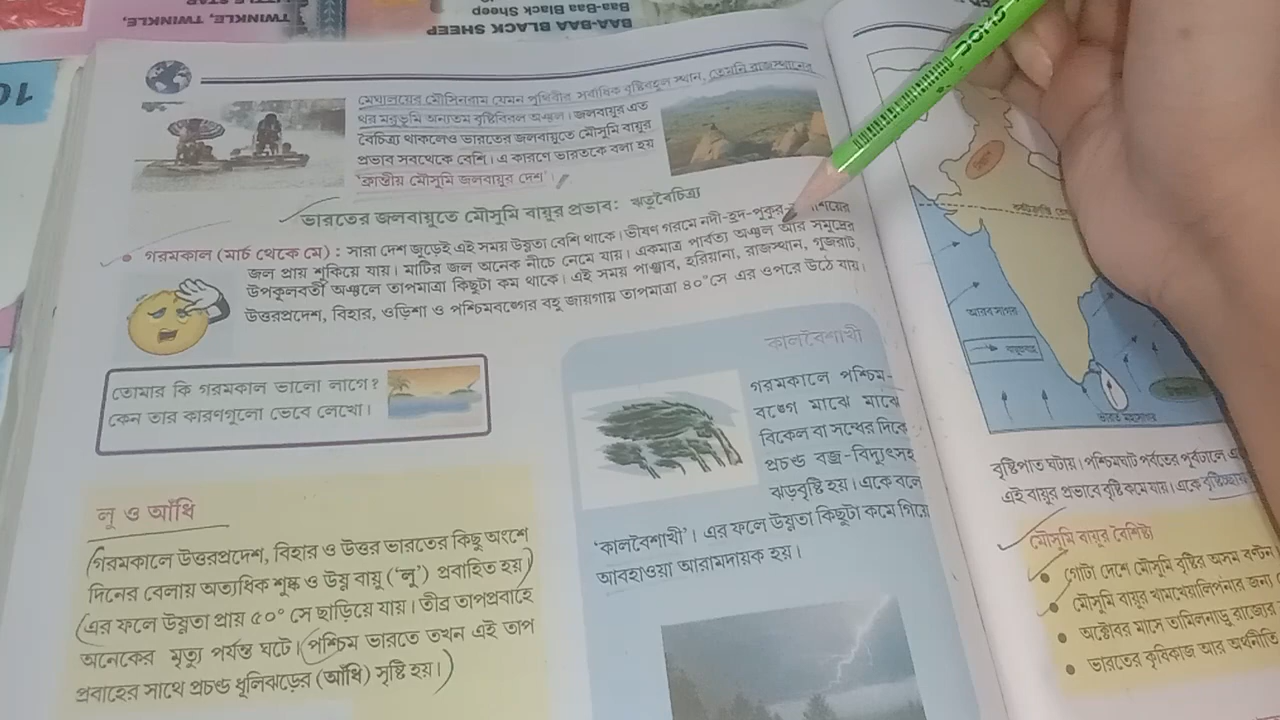 BAA-BAA BLACK SHEEP
Baa-Baa Black Sheep
TWINKLE, TWINKLE,
10
মেঘালয়ের মৌসিনরাম যেমন পৃথিবীর সর্বাধিক বৃষ্টিবহুল স্থান, তেমনি রাজস্থানের
থর মরুভূমি অন্যতম বৃষ্টিবিরল অঞ্চল। জলবায়ুর এত
বৈচিত্র্য থাকলেও ভারতের জলবায়ুতে মৌসুমি বায়ুর
প্রভাব সবথেকে বেশি। এ কারণে ভারতকে বলা হয়
'ক্রান্তীয় মৌসুমি জলবায়ুর দেশ'।
ভারতের জলবায়ুতে মৌসুমি বায়ুর প্রভাব: ঋতুবৈচিত্র্য
• গরমকাল (মার্চ থেকে মে) : সারা দেশ জুড়েই এই সময় উষ্ণতা বেশি থাকে। ভীষণ গরমে নদী-হ্রদ-পুকুর-
জল প্রায় শুকিয়ে যায়। মাটির জল অনেক নীচে নেমে যায়। একমাত্র পার্বত্য অঞ্চল আর সমুদ্রের
উপকূলবর্তী অঞ্চলে তাপমাত্রা কিছুটা কম থাকে। এই সময় পাঞ্জাব, হরিয়ানা, রাজস্থান, গুজরাট,
উত্তরপ্রদেশ, বিহার, ওড়িশা ও পশ্চিমবঙ্গের বহু জায়গায় তাপমাত্রা ৪০°সে এর ওপরে উঠে যায়।
তোমার কি গরমকাল ভালো লাগে?
কেন তার কারণগুলো ভেবে লেখো।
লু ও আঁধি
গরমকালে উত্তরপ্রদেশ, বিহার ও উত্তর ভারতের কিছু অংশে
দিনের বেলায় অত্যধিক শুষ্ক ও উষ্ণ বায়ু ('লু') প্রবাহিত হয়।
এর ফলে উষ্ণতা প্রায় ৫০° সে ছাড়িয়ে যায়। তীব্র তাপপ্রবাহে
অনেকের মৃত্যু পর্যন্ত ঘটে। পশ্চিম ভারতে তখন এই তাপ
প্রবাহের সাথে প্রচণ্ড ধূলিঝড়ের (আঁধি) সৃষ্টি হয়।
কালবৈশাখী
গরমকালে পশ্চিম-
বঙ্গে মাঝে মাঝে
বিকেল বা সন্ধের দিকে
প্রচণ্ড বজ্র-বিদ্যুৎসহ
ঝড়বৃষ্টি হয়। একে বলে
'কালবৈশাখী'। এর ফলে উষ্ণতা কিছুটা কমে গিয়ে
আবহাওয়া আরামদায়ক হয়।
আরব সাগর
ভারত মহাসাগর
বৃষ্টিপাত ঘটায়। পশ্চিমঘাট পর্বতের পূর্বঢালে
এই বায়ুর প্রভাবে বৃষ্টি কমে যায়। একে
মৌসুমি বায়ুর বৈশিষ্ট্য
• গোটা দেশে মৌসুমি বৃষ্টির অসম বণ্টন
• মৌসুমি বায়ুর খামখেয়ালিপনার জন্য
• অক্টোবর মাসে তামিলনাড়ু রাজ্যের
• ভারতের কৃষিকাজ আর অর্থনীতি